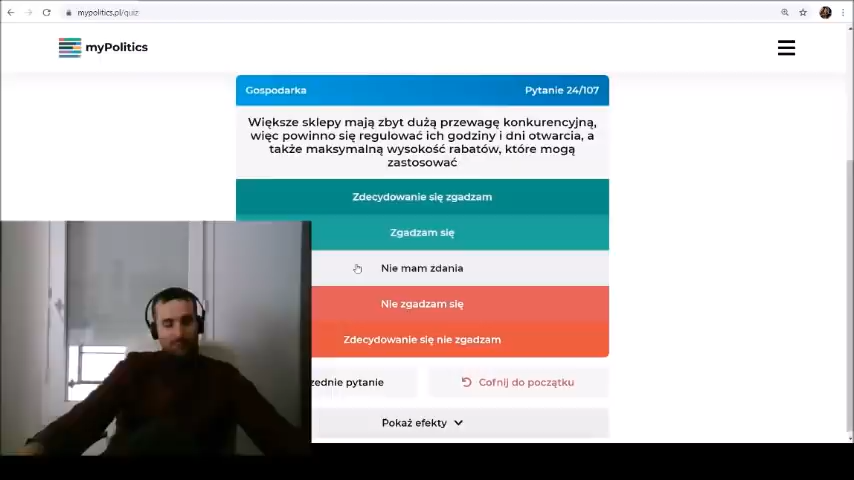 mypolitics.pl/quiz
myPolitics
Gospodarka
Pytanie 24/107
Większe sklepy mają zbyt dużą przewagę konkurencyjną,
więc powinno się regulować ich godziny i dni otwarcia, a
także maksymalną wysokość rabatów, które mogą
zastosować
Zdecydowanie się zgadzam
Zgadzam się
Nie mam zdania
Nie zgadzam się
Zdecydowanie się nie zgadzam
zednie pytanie
Cofnij do początku
Pokaż efekty